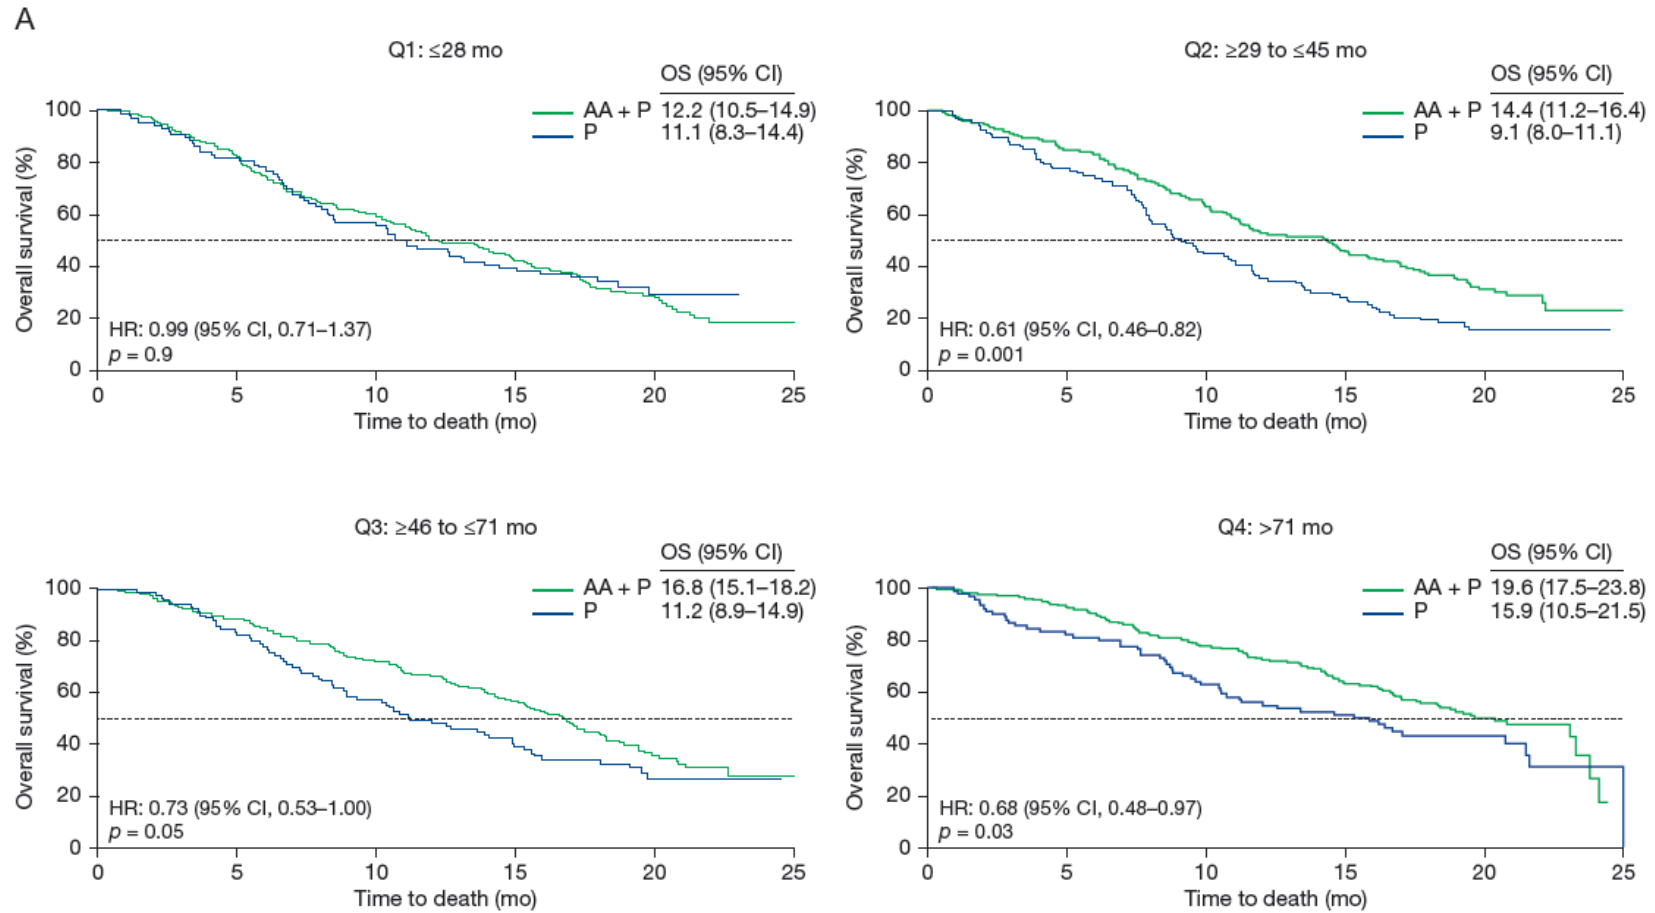 A
Q1: ≤28 mo
OS (95% CI)
AA + P 12.2 (10.5–14.9)
P 11.1 (8.3–14.4)
Overall survival (%)
100
80
60
40
20
0
HR: 0.99 (95% CI, 0.71–1.37)
p = 0.9
0 5 10 15 20 25
Time to death (mo)
Q2: ≥29 to ≤45 mo
OS (95% CI)
AA + P 14.4 (11.2–16.4)
P 9.1 (8.0–11.1)
Overall survival (%)
100
80
60
40
20
0
HR: 0.61 (95% CI, 0.46–0.82)
p = 0.001
0 5 10 15 20 25
Time to death (mo)
Q3: ≥46 to ≤71 mo
OS (95% CI)
AA + P 16.8 (15.1–18.2)
P 11.2 (8.9–14.9)
Overall survival (%)
100
80
60
40
20
0
HR: 0.73 (95% CI, 0.53–1.00)
p = 0.05
0 5 10 15 20 25
Time to death (mo)
Q4: >71 mo
OS (95% CI)
AA + P 19.6 (17.5–23.8)
P 15.9 (10.5–21.5)
Overall survival (%)
100
80
60
40
20
0
HR: 0.68 (95% CI, 0.48–0.97)
p = 0.03
0 5 10 15 20 25
Time to death (mo)